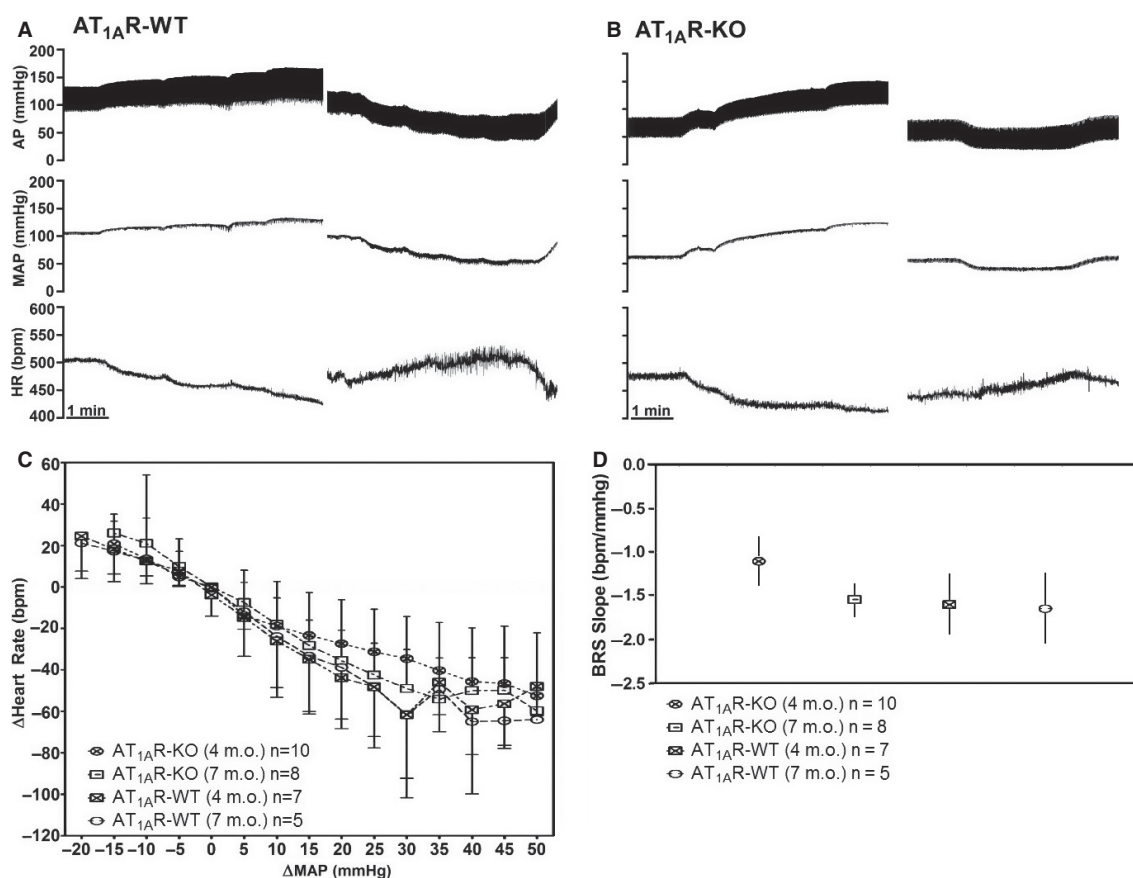 A AT1AR-WT
B AT1AR-KO
AP (mmHg)
200
150
100
50
0
MAP (mmHg)
200
150
100
50
0
HR (bpm)
600
550
500
450
400
1 min
1 min
C
ΔHeart Rate (bpm)
60
40
20
0
–20
–40
–60
–80
–100
–120
AT1AR-KO (4 m.o.) n=10
AT1AR-KO (7 m.o.) n=8
AT1AR-WT (4 m.o.) n=7
AT1AR-WT (7 m.o.) n=5
–20 –15 –10 –5 0 5 10 15 20 25 30 35 40 45 50
ΔMAP (mmHg)
D
BRS Slope (bpm/mmhg)
0.0
–0.5
–1.0
–1.5
–2.0
–2.5
AT1AR-KO (4 m.o.) n = 10
AT1AR-KO (7 m.o.) n = 8
AT1AR-WT (4 m.o.) n = 7
AT1AR-WT (7 m.o.) n = 5